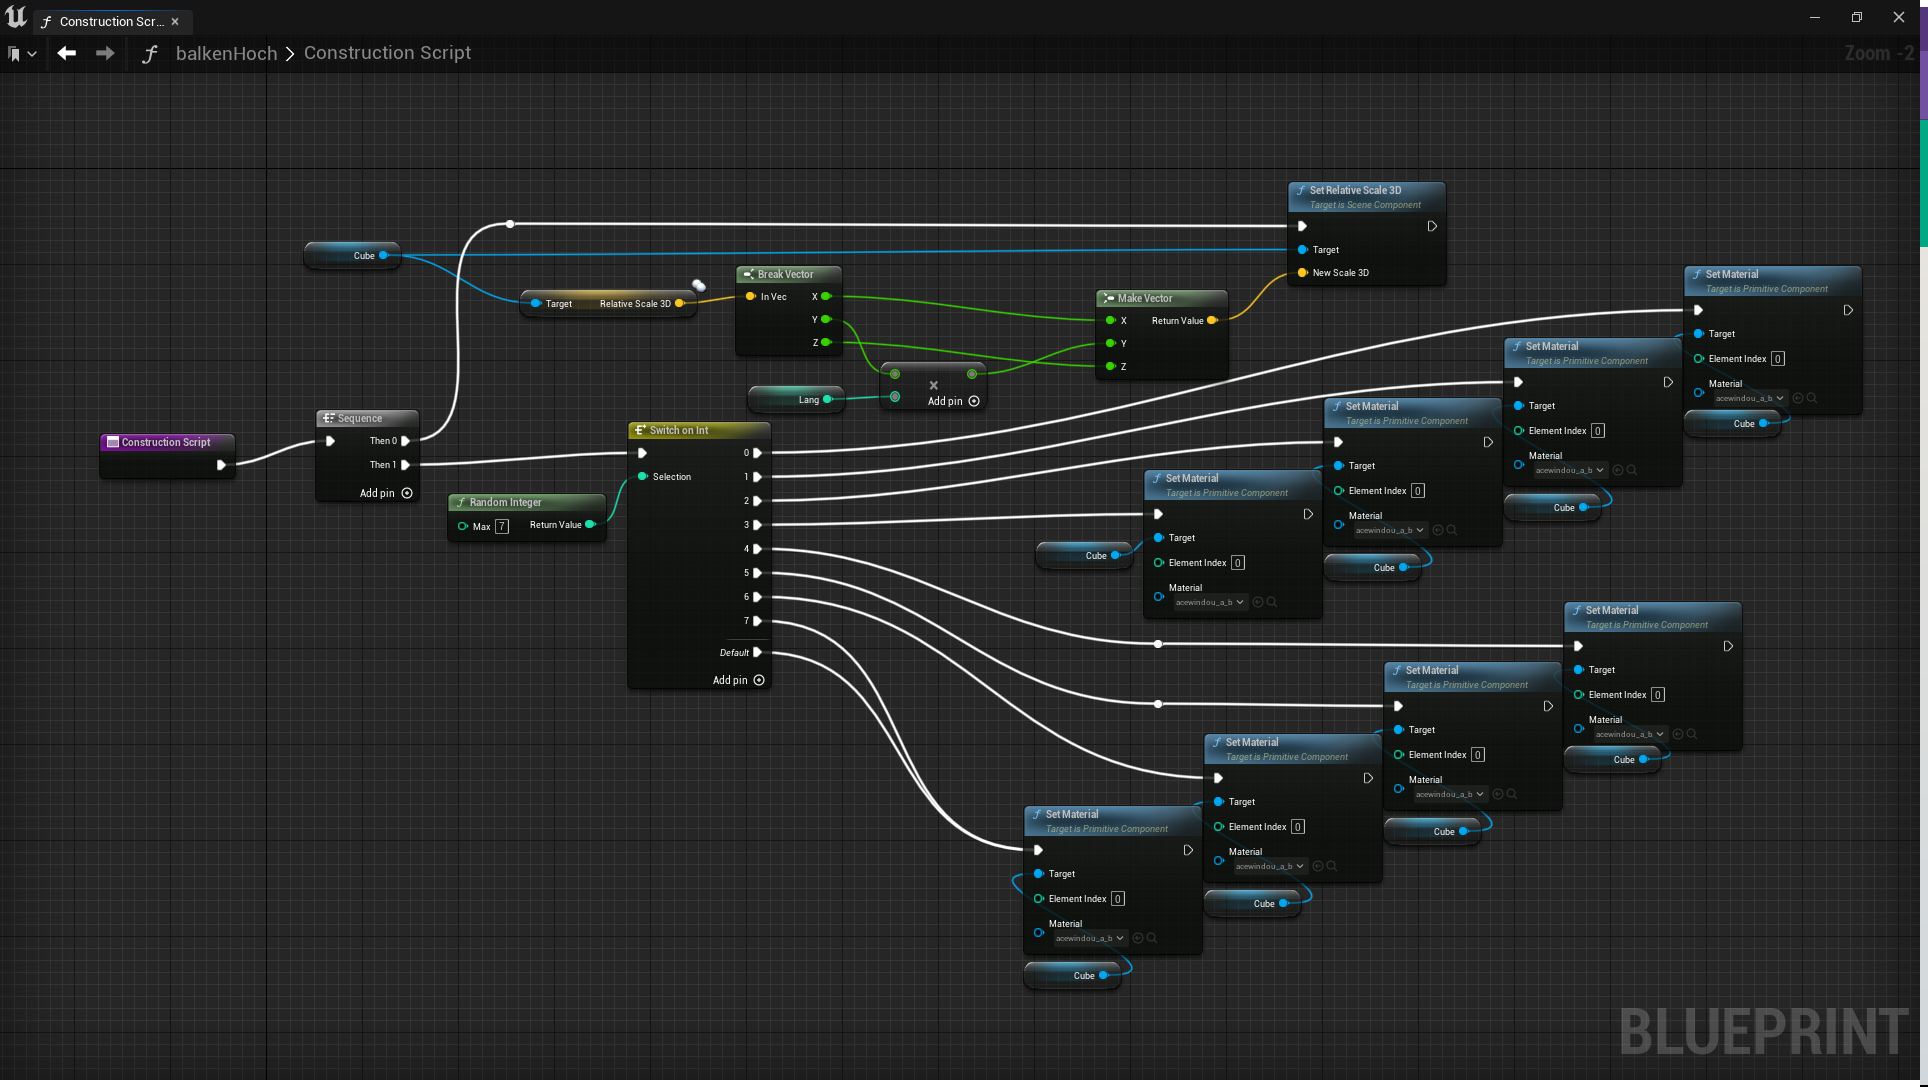 Construction Scr...
balkenHoch > Construction Script
Zoom -2
Set Relative Scale 3D
Target is Scene Component
Target
New Scale 3D
Cube
Target Relative Scale 3D
Break Vector
In Vec X
Y
Z
Make Vector
X Return Value
Y
Z
Lang
Add pin
Set Material
Target is Primitive Component
Target
Element Index 0
Material
acewindou_a_b
Cube
Set Material
Target is Primitive Component
Target
Element Index 0
Material
acewindou_a_b
Cube
Set Material
Target is Primitive Component
Target
Element Index 0
Material
acewindou_a_b
Cube
Construction Script
Sequence
Then 0
Then 1
Add pin
Random Integer
Max 7 Return Value
Switch on Int
0
Selection 1
2
3
4
5
6
7
Default
Add pin
Cube
Set Material
Target is Primitive Component
Target
Element Index 0
Material
acewindou_a_b
Set Material
Target is Primitive Component
Target
Element Index 0
Material
acewindou_a_b
Cube
Set Material
Target is Primitive Component
Target
Element Index 0
Material
acewindou_a_b
Cube
Set Material
Target is Primitive Component
Target
Element Index 0
Material
acewindou_a_b
Cube
Set Material
Target is Primitive Component
Target
Element Index 0
Material
acewindou_a_b
Cube
BLUEPRINT